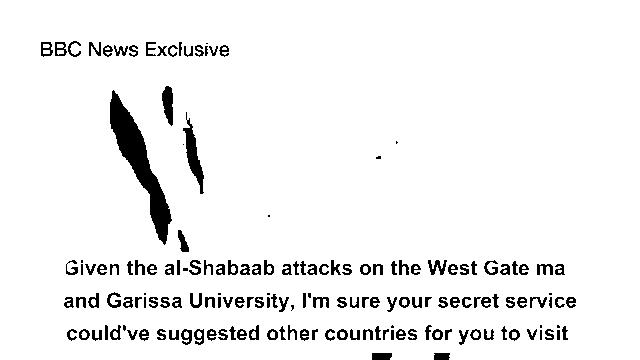 BBC News Exclusive
Given the al-Shabaab attacks on the West Gate ma
and Garissa University, I'm sure your secret service
could've suggested other countries for you to visit